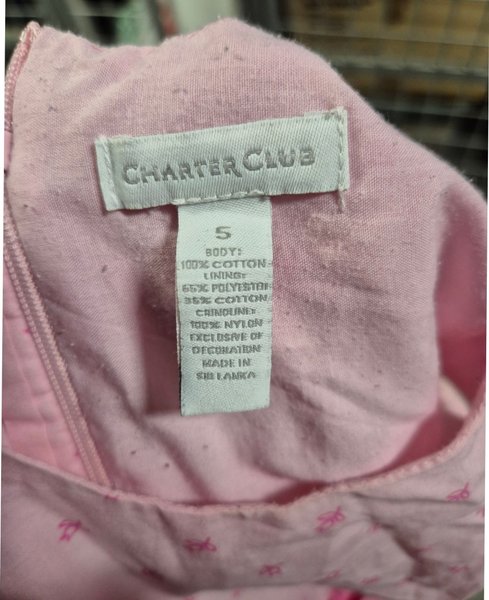 CHARTER CLUB
5
BODY:
100% COTTON
LINING:
65% POLYESTER
35% COTTON
CRINOLINE:
100% NYLON
EXCLUSIVE OF
DECORATION
MADE IN
SRI LANKA